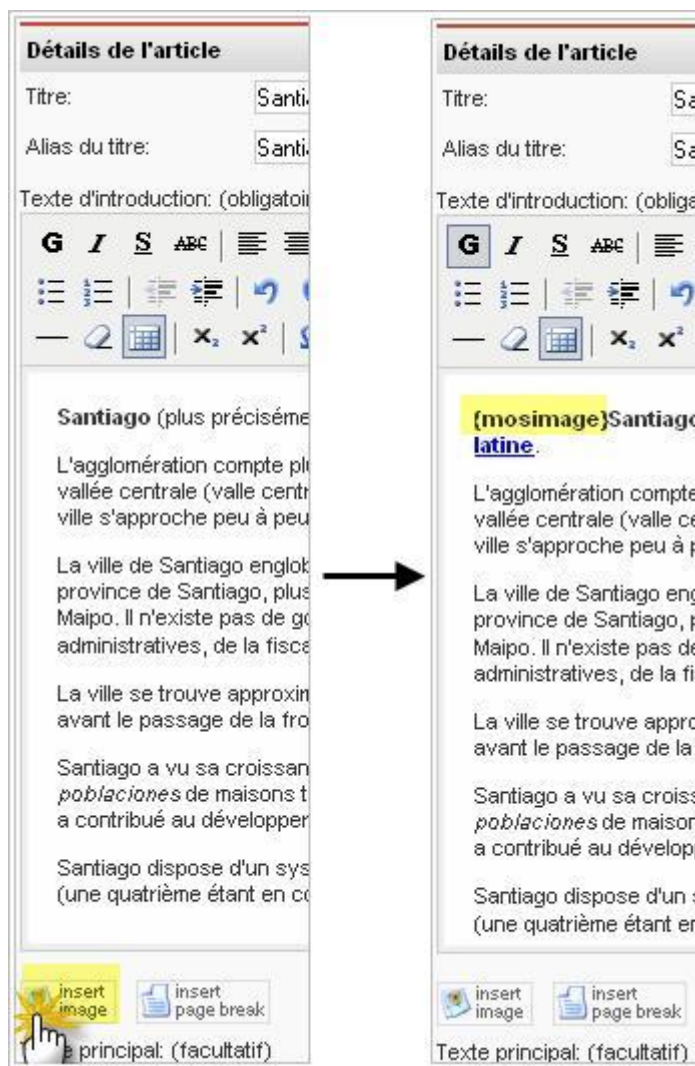 Détails de l'article
Titre:
Santi
Alias du titre:
Santi
Texte d'introduction: (obligatoi
G I S ABC
x₂ x²
Santiago (plus préciséme
L'agglomération compte pl
vallée centrale (valle cent
ville s'approche peu à peu
La ville de Santiago englob
province de Santiago, plus
Maipo. Il n'existe pas de g
administratives, de la fisca
La ville se trouve approxim
avant le passage de la fro
Santiago a vu sa croissan
poblaciones de maisons t
a contribué au développer
Santiago dispose d'un sys
(une quatrième étant en co
insert
image
insert
page break
e principal: (facultatif)
Détails de l'article
Titre:
Sa
Alias du titre:
Sa
Texte d'introduction: (obliga
G I S ABC
x₂ x²
{mosimage}Santiago
latine.
L'agglomération compte
vallée centrale (valle ce
ville s'approche peu à p
La ville de Santiago eng
province de Santiago, p
Maipo. Il n'existe pas de
administratives, de la fi
La ville se trouve appro
avant le passage de la
Santiago a vu sa croiss
poblaciones de maison
a contribué au dévelop
Santiago dispose d'un s
(une quatrième étant en
insert
image
insert
page break
Texte principal: (facultatif)